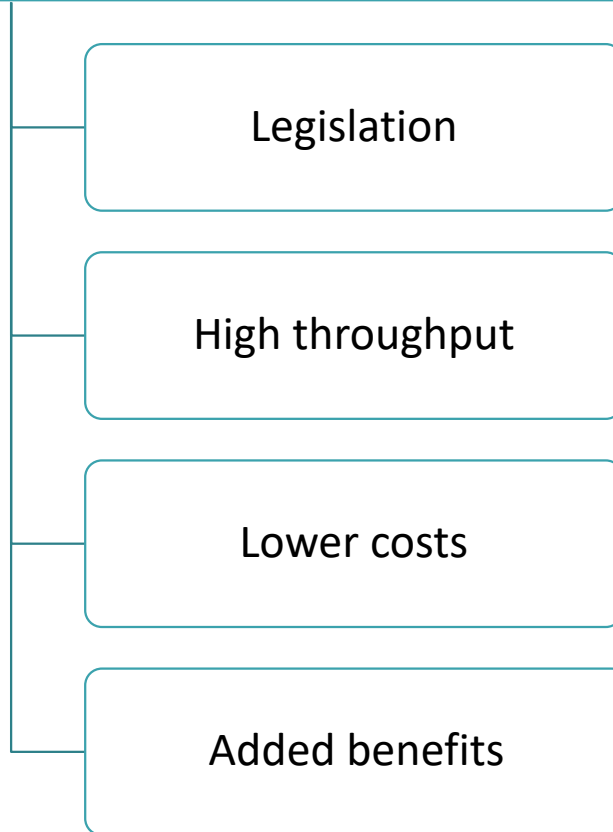 Legislation
High throughput
Lower costs
Added benefits